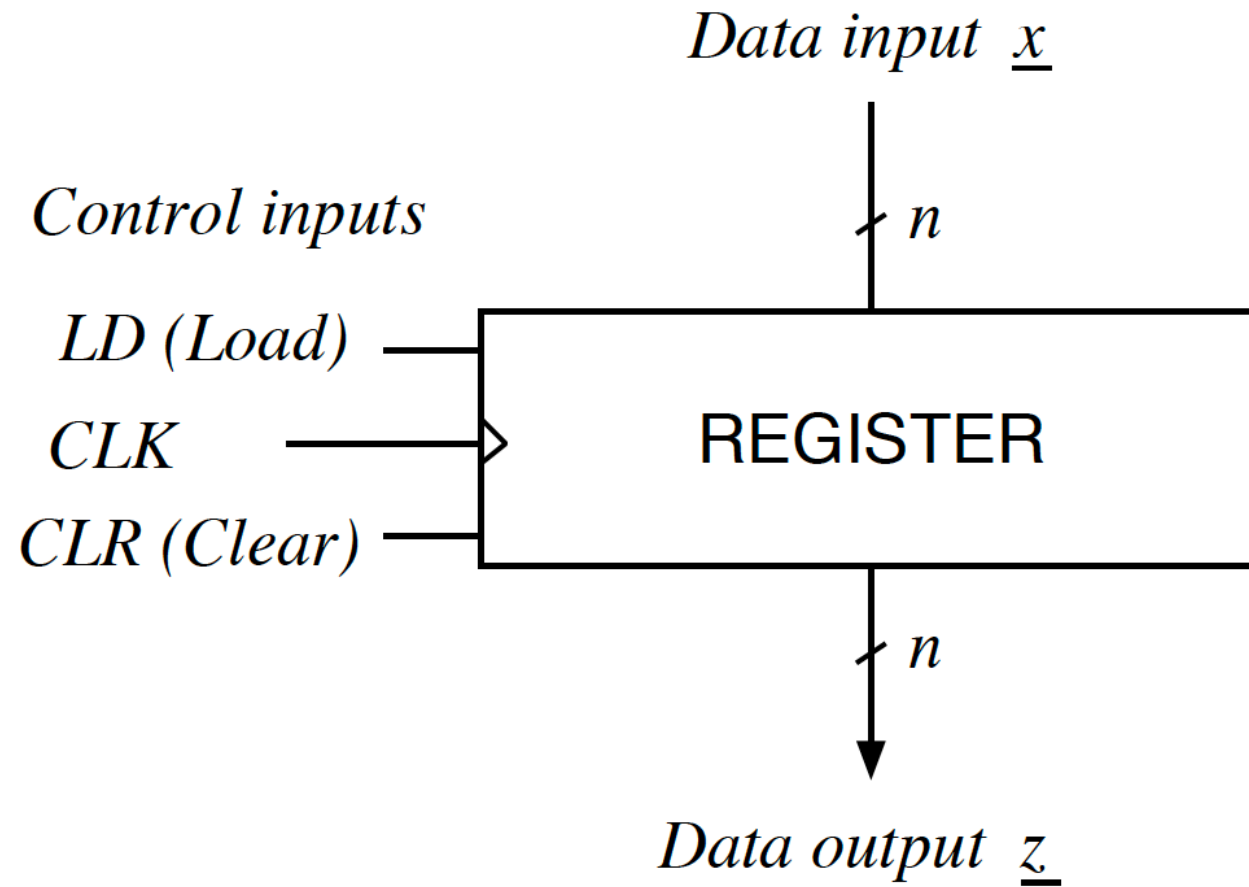 Data input x
n
Control inputs
LD (Load)
CLK
REGISTER
CLR (Clear)
n
Data output z